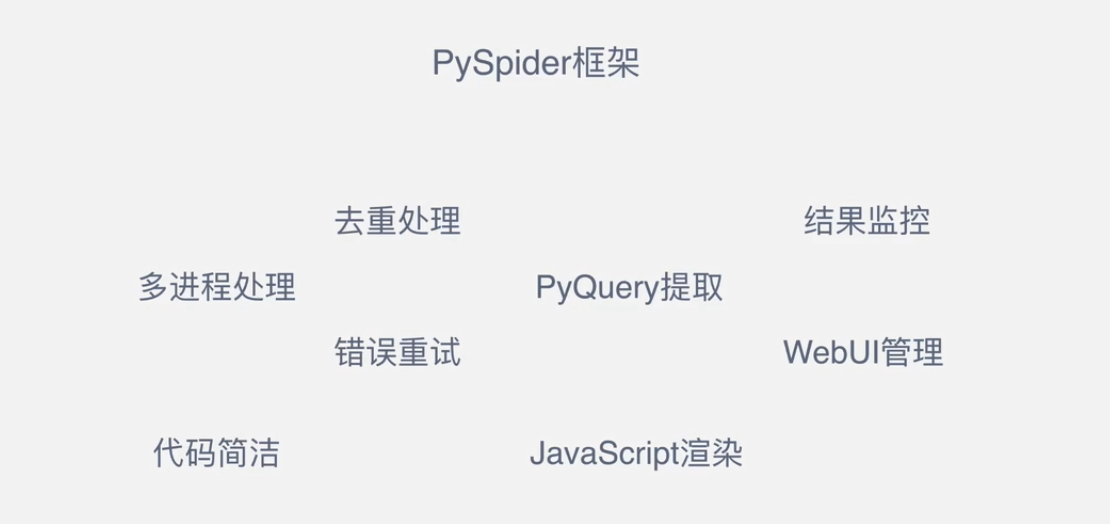 PySpider框架
去重处理
结果监控
多进程处理
PyQuery提取
错误重试
WebUI管理
代码简洁
JavaScript渲染